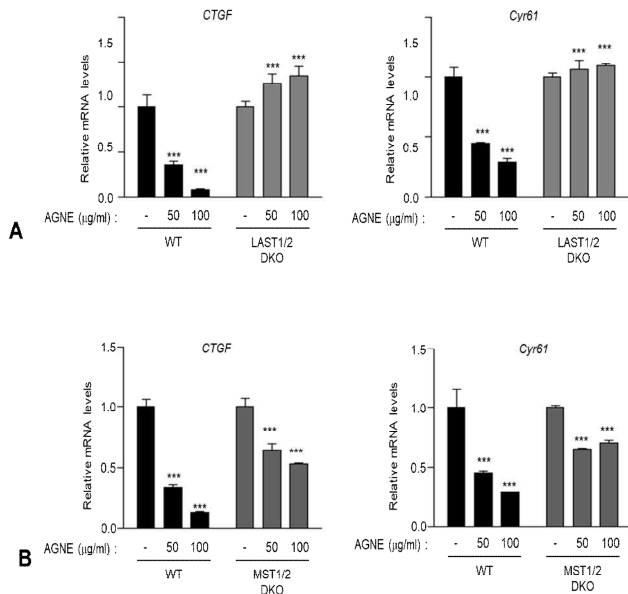 CTGF
Relative mRNA levels
1.5
1.0
0.5
0.0
***
***
***
***
AGNE (µg/ml) :
- 50 100 - 50 100
WT
LAST1/2
DKO
A
Cyr61
Relative mRNA levels
1.5
1.0
0.5
0.0
***
***
***
***
AGNE (µg/ml) :
- 50 100 - 50 100
WT
LAST1/2
DKO
CTGF
Relative mRNA levels
1.5
1.0
0.5
0.0
***
***
***
***
AGNE (µg/ml) :
- 50 100 - 50 100
WT
MST1/2
DKO
B
Cyr61
Relative mRNA levels
1.5
1.0
0.5
0.0
***
***
***
***
AGNE (µg/ml) :
- 50 100 - 50 100
WT
MST1/2
DKO